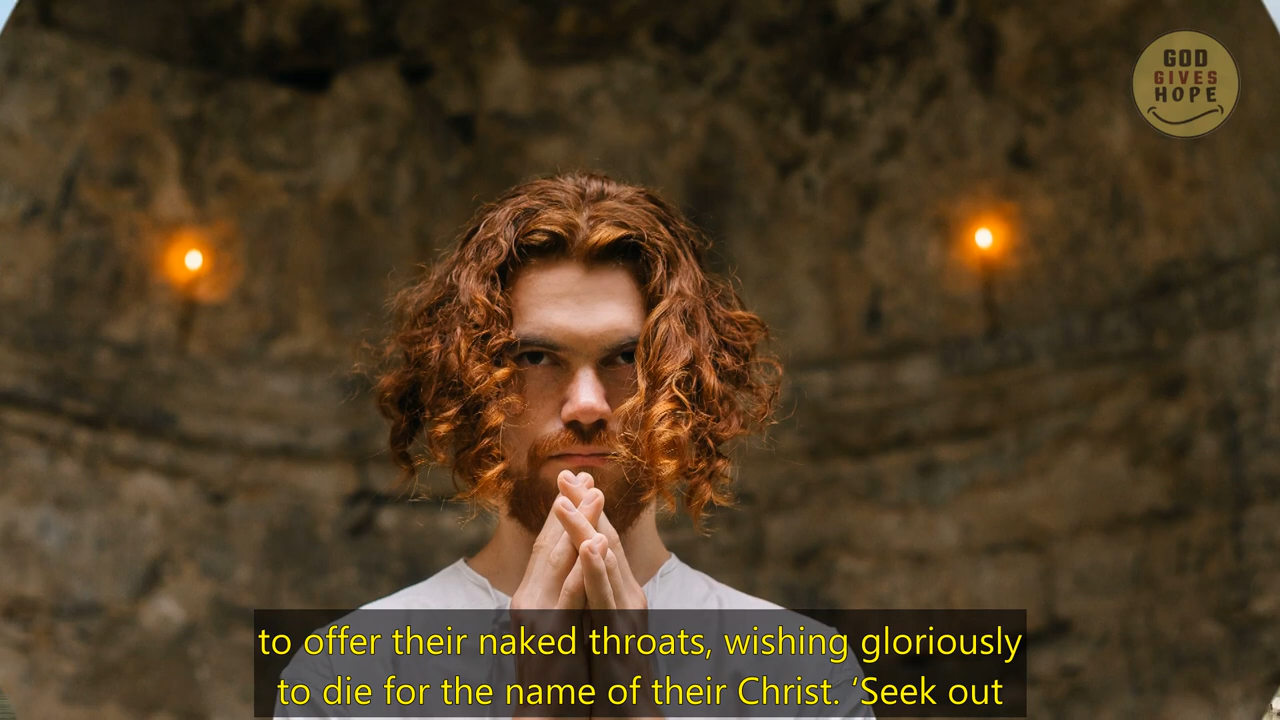 GOD
GIVES
HOPE
to offer their naked throats, wishing gloriously
to die for the name of their Christ. ‘Seek out